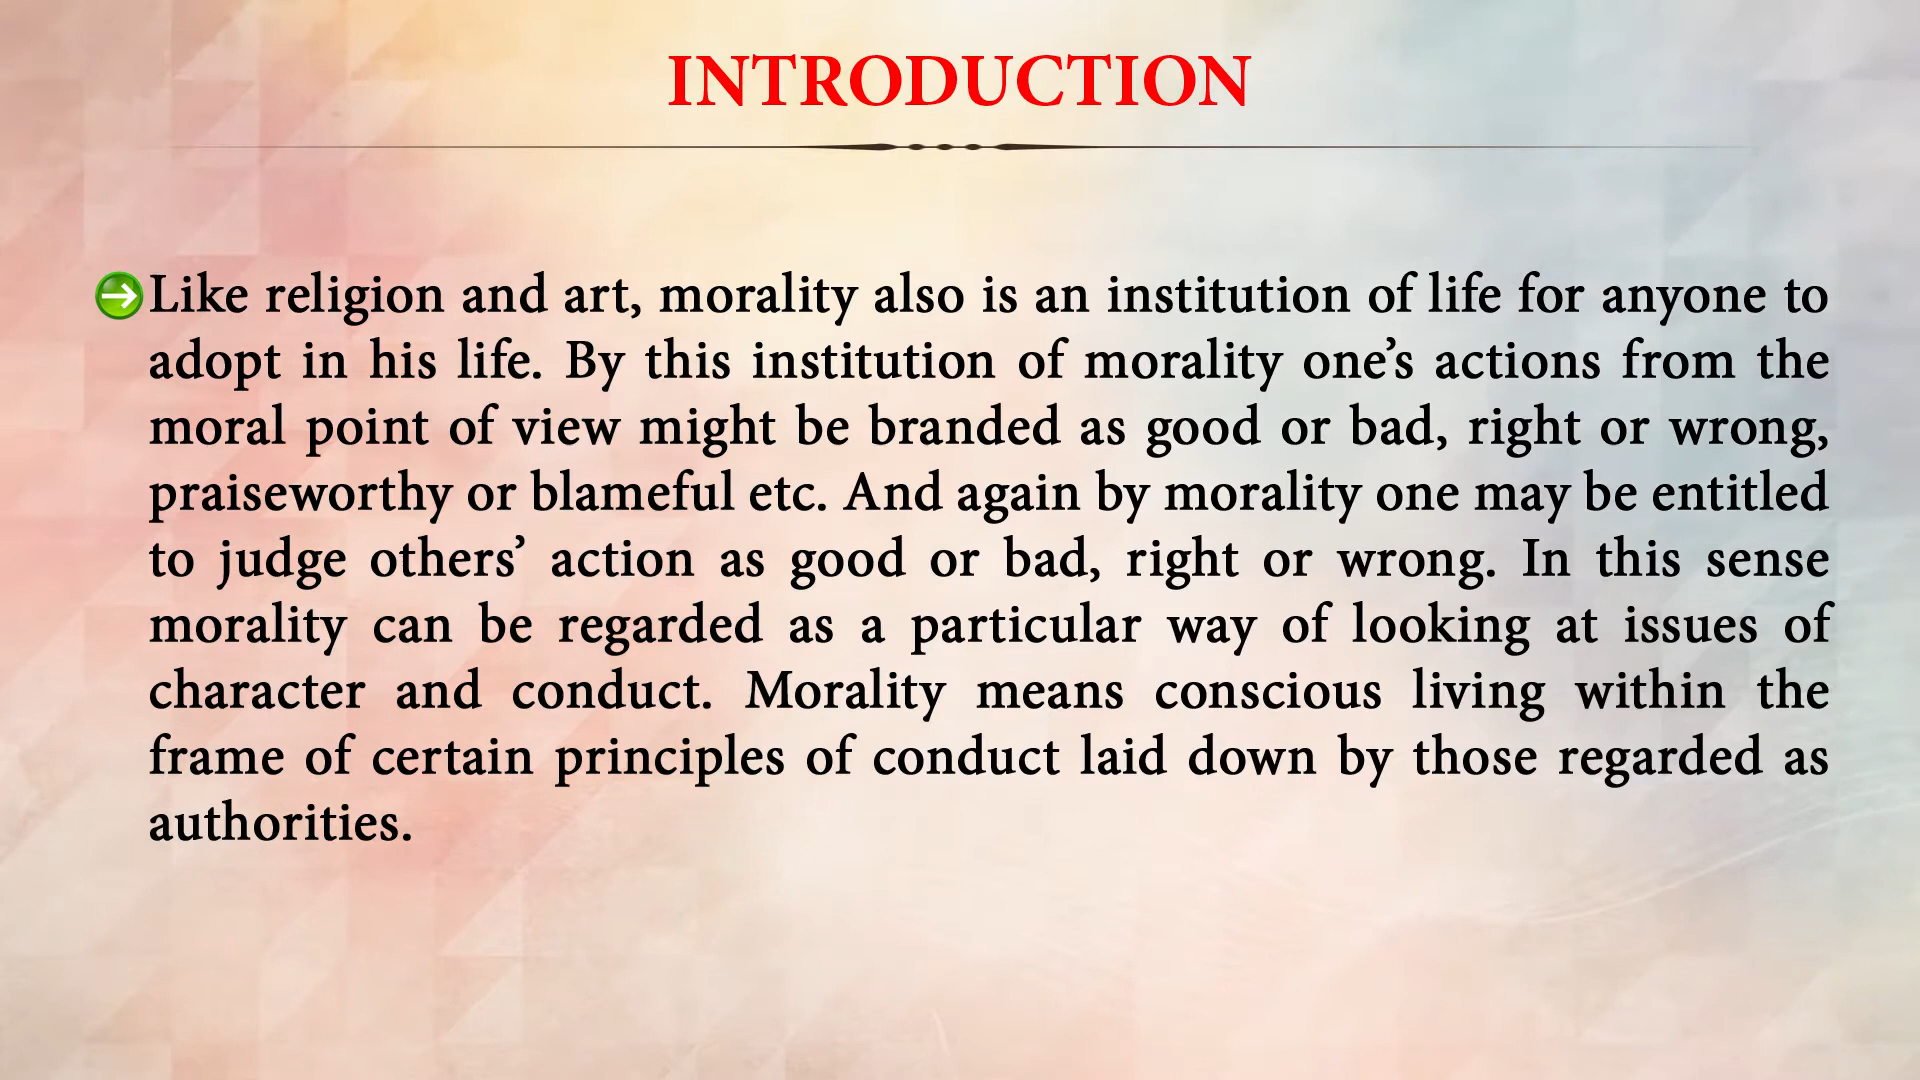 INTRODUCTION
Like religion and art, morality also is an institution of life for anyone to
adopt in his life. By this institution of morality one’s actions from the
moral point of view might be branded as good or bad, right or wrong,
praiseworthy or blameful etc. And again by morality one may be entitled
to judge others’ action as good or bad, right or wrong. In this sense
morality can be regarded as a particular way of looking at issues of
character and conduct. Morality means conscious living within the
frame of certain principles of conduct laid down by those regarded as
authorities.